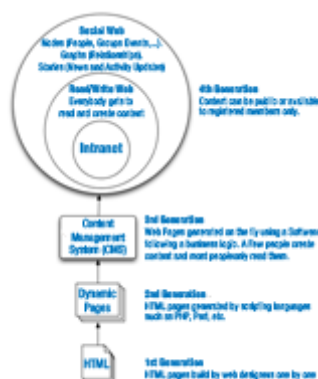 Social Web
Nodes (People, Groups Events,...).
Graphs (Relationships).
Stories (News and Activity Updates)
Read/Write Web
Everybody gets to
read and create content
Intranet
4th Generation
Content can be public or available
to registered members only.
Content
Management
System (CMS)
3rd Generation
Web Pages generated on the fly using a Software
following a business logic. A few people create
content and most people only read them.
Dynamic
Pages
2nd Generation
HTML pages generated by scripting languages
such as PHP, Perl, etc.
HTML
1st Generation
HTML pages build by web designers one by one